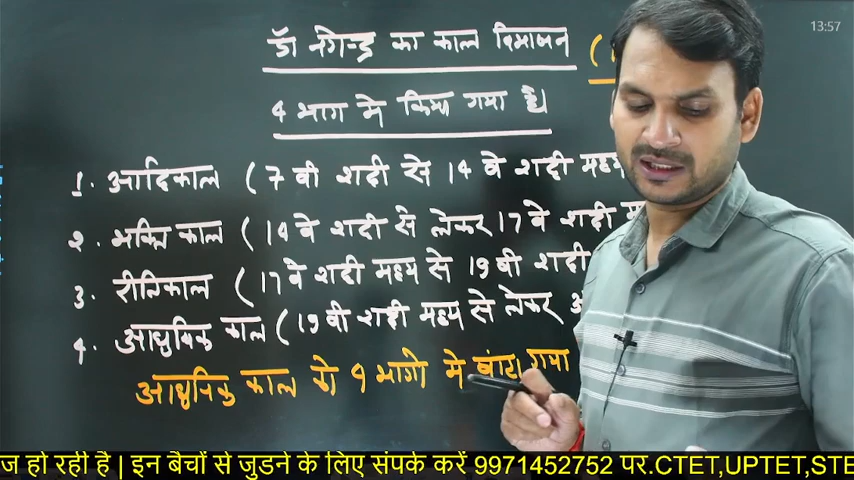 13:57
डॉ नगेन्द्र का काल विभाजन (
4 भाग मे किया गया है।
1. आदिकाल (7 वी शदी से 14 वे शदी मध्य
2. भक्ति काल (14 वे शदी से लेकर 17 वे शदी म
3. रीतिकाल (17 वे शदी मध्य से 19 वी शदी
4. आधुनिक काल (19 वी शदी मध्य से लेकर
आधुनिक काल को 4 भागो मे बांटा गया
ज हो रही है | इन बैचों से जुडने के लिए संपर्क करें 9971452752 पर.CTET,UPTET,STE